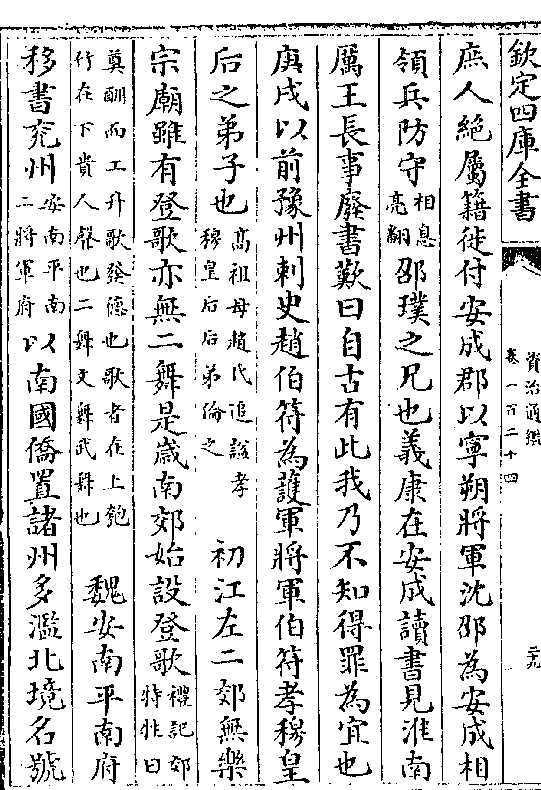 欽定四庫全書
資治通鑑
卷一百二十四
二十九
庶人絶屬籍徙付安成郡以寧朔將軍沈邵為安成相
領兵防守相息亮翻邵璞之兄也義康在安成讀書見淮南
厲王長事廢書歎曰自古有此我乃不知得罪為宜也
庚戌以前豫州刺史趙伯符為護軍將軍伯符孝穆皇
后之弟子也高祖母趙氏追諡孝穆皇后后弟倫之 初江左二郊無樂
宗廟雖有登歌亦無二舞是歲南郊始設登歌禮記郊特牲曰
奠酬而工升歌發德也歌者在上匏竹在下貴人聲也二舞文舞武舞也 魏安南平南府
移書兖州安南平南二將軍府以南國僑置諸州多濫北境名號